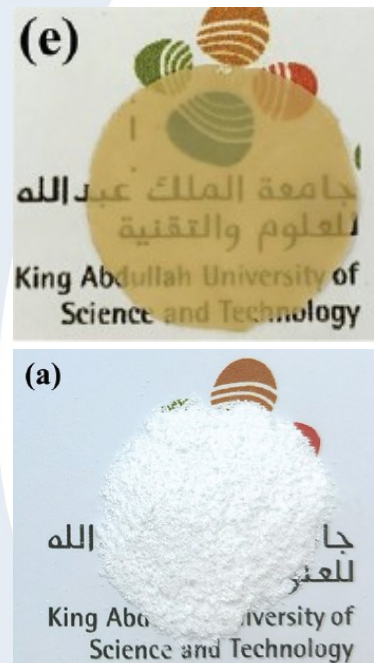 (e)
جامعة الملك عبدالله
للعلوم والتقنية
King Abdullah University of
Science and Technology
(a)
الله
King
of
Science and Technology